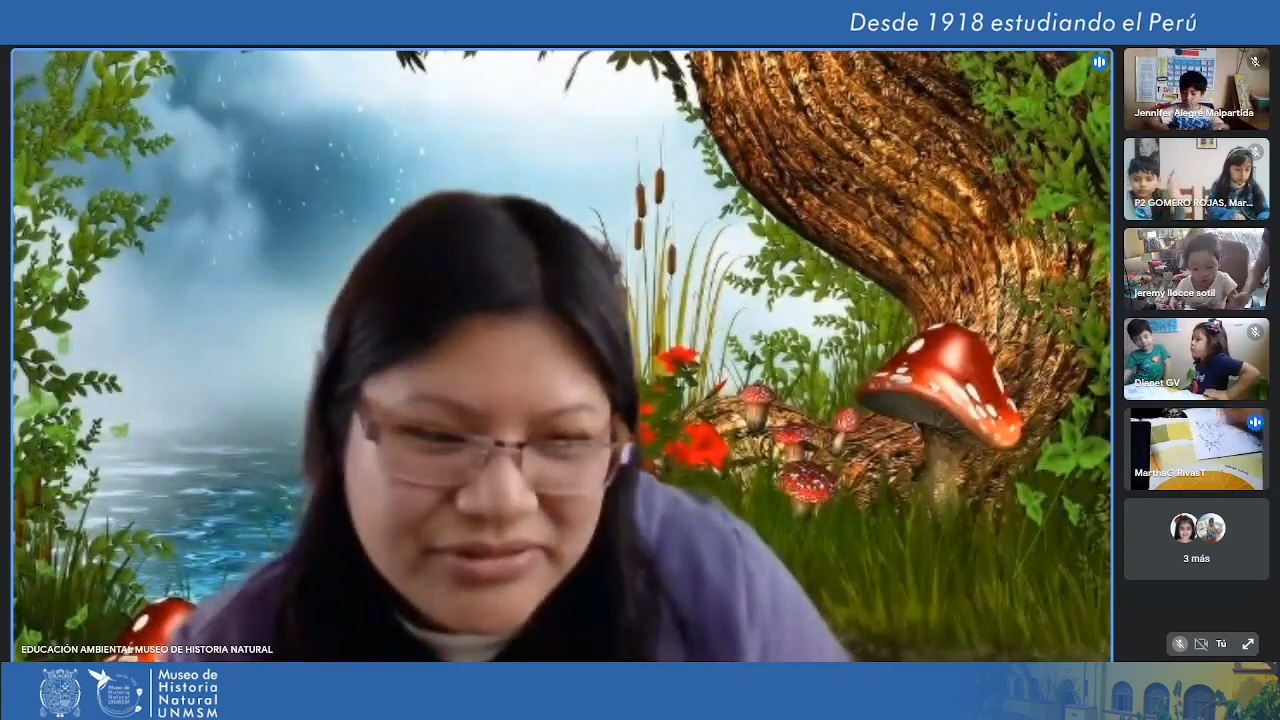 Desde 1918 estudiando el Perú
Jennifer Alegre Malpartida
P2 GOMERO ROJAS, Mar...
jeremy llocce sotil
Dianet GV
MarthaG RivasT
3 más
Tú
EDUCACIÓN AMBIENTAL MUSEO DE HISTORIA NATURAL
Museo de
Historia
Natural
UNMSM